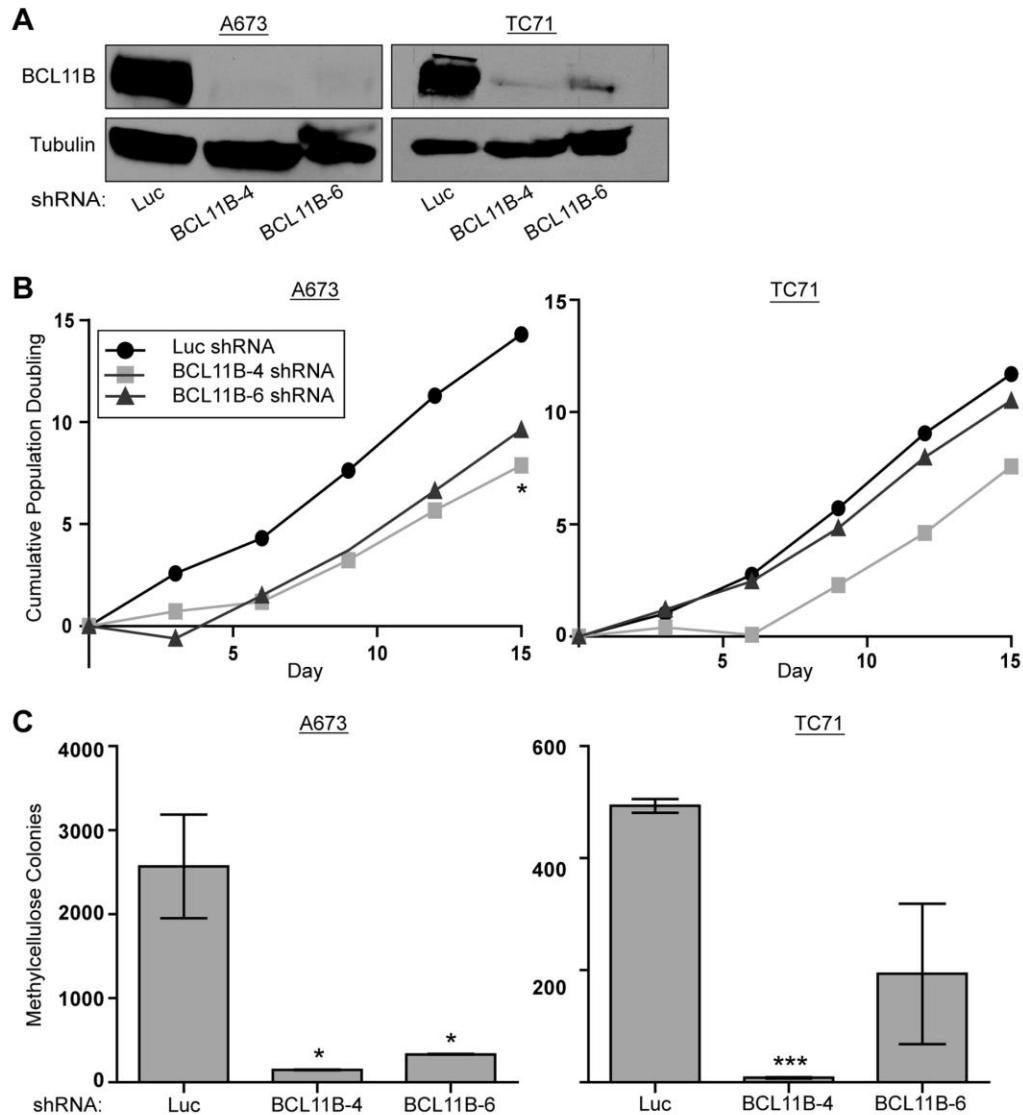 A
A673
TC71
BCL11B
Tubulin
shRNA:
Luc
BCL11B-4
BCL11B-6
Luc
BCL11B-4
BCL11B-6
B
A673
TC71
Cumulative Population Doubling
15
10
5
0
Luc shRNA
BCL11B-4 shRNA
BCL11B-6 shRNA
*
5
10
15
Day
15
10
5
0
5
10
15
Day
C
A673
TC71
Methylcellulose Colonies
4000
3000
2000
1000
0
*
*
600
400
200
0
***
shRNA:
Luc
BCL11B-4
BCL11B-6
Luc
BCL11B-4
BCL11B-6